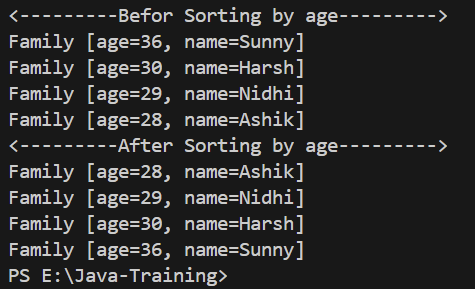 <---------Befor Sorting by age--------->
Family [age=36, name=Sunny]
Family [age=30, name=Harsh]
Family [age=29, name=Nidhi]
Family [age=28, name=Ashik]
<---------After Sorting by age--------->
Family [age=28, name=Ashik]
Family [age=29, name=Nidhi]
Family [age=30, name=Harsh]
Family [age=36, name=Sunny]
PS E:\Java-Training>